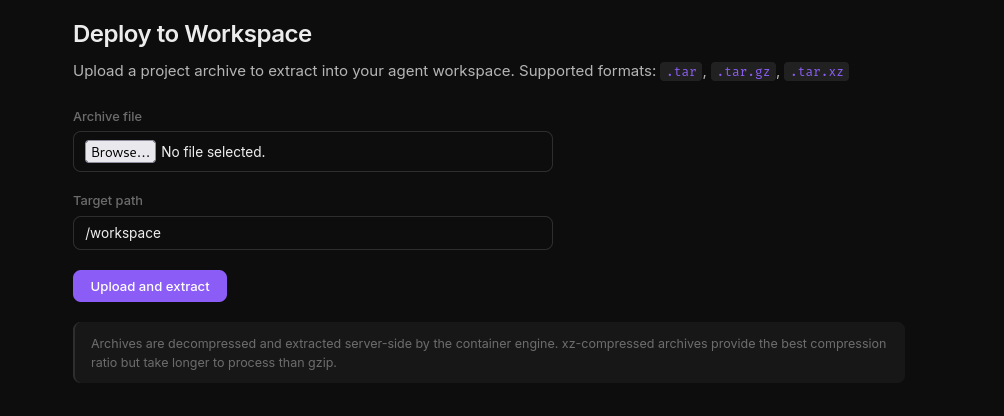 Deploy to Workspace
Upload a project archive to extract into your agent workspace. Supported formats: .tar, .tar.gz, .tar.xz
Archive file
Browse... No file selected.
Target path
/workspace
Upload and extract
Archives are decompressed and extracted server-side by the container engine. xz-compressed archives provide the best compression
ratio but take longer to process than gzip.